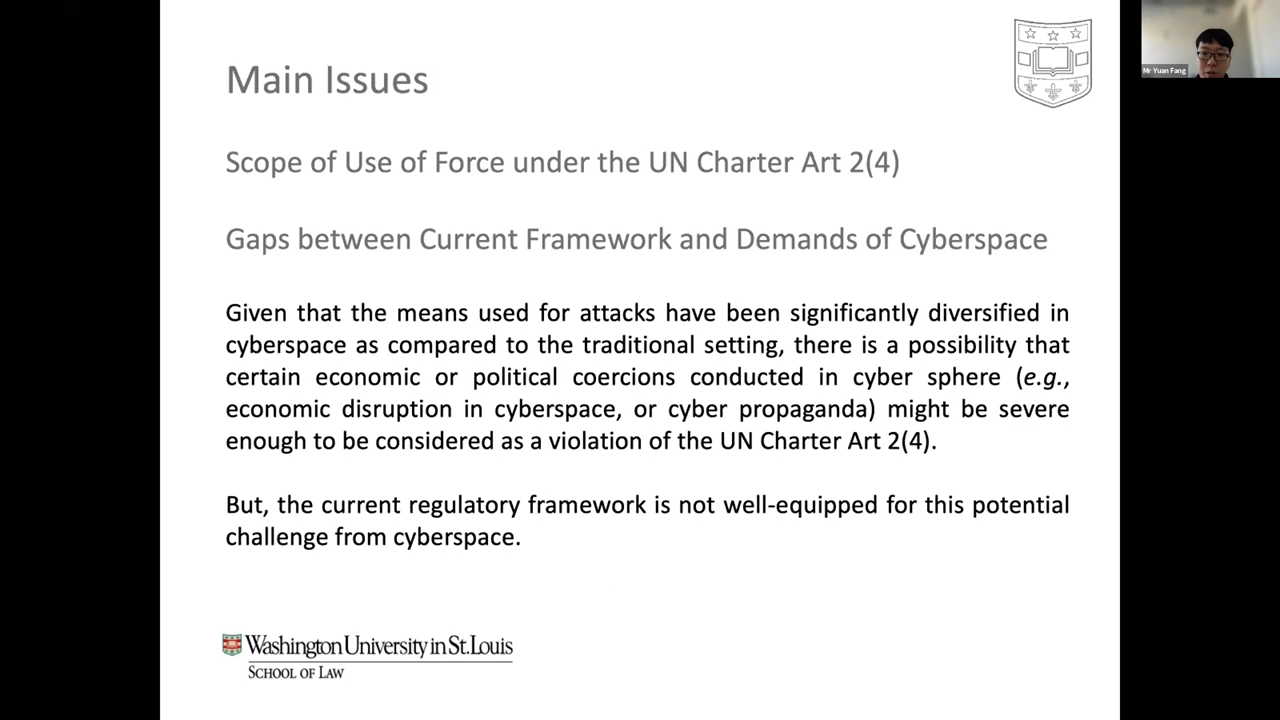 Main Issues
Mr Yuan Fang
Scope of Use of Force under the UN Charter Art 2(4)
Gaps between Current Framework and Demands of Cyberspace
Given that the means used for attacks have been significantly diversified in
cyberspace as compared to the traditional setting, there is a possibility that
certain economic or political coercions conducted in cyber sphere (e.g.,
economic disruption in cyberspace, or cyber propaganda) might be severe
enough to be considered as a violation of the UN Charter Art 2(4).
But, the current regulatory framework is not well-equipped for this potential
challenge from cyberspace.
Washington University in St. Louis
SCHOOL OF LAW